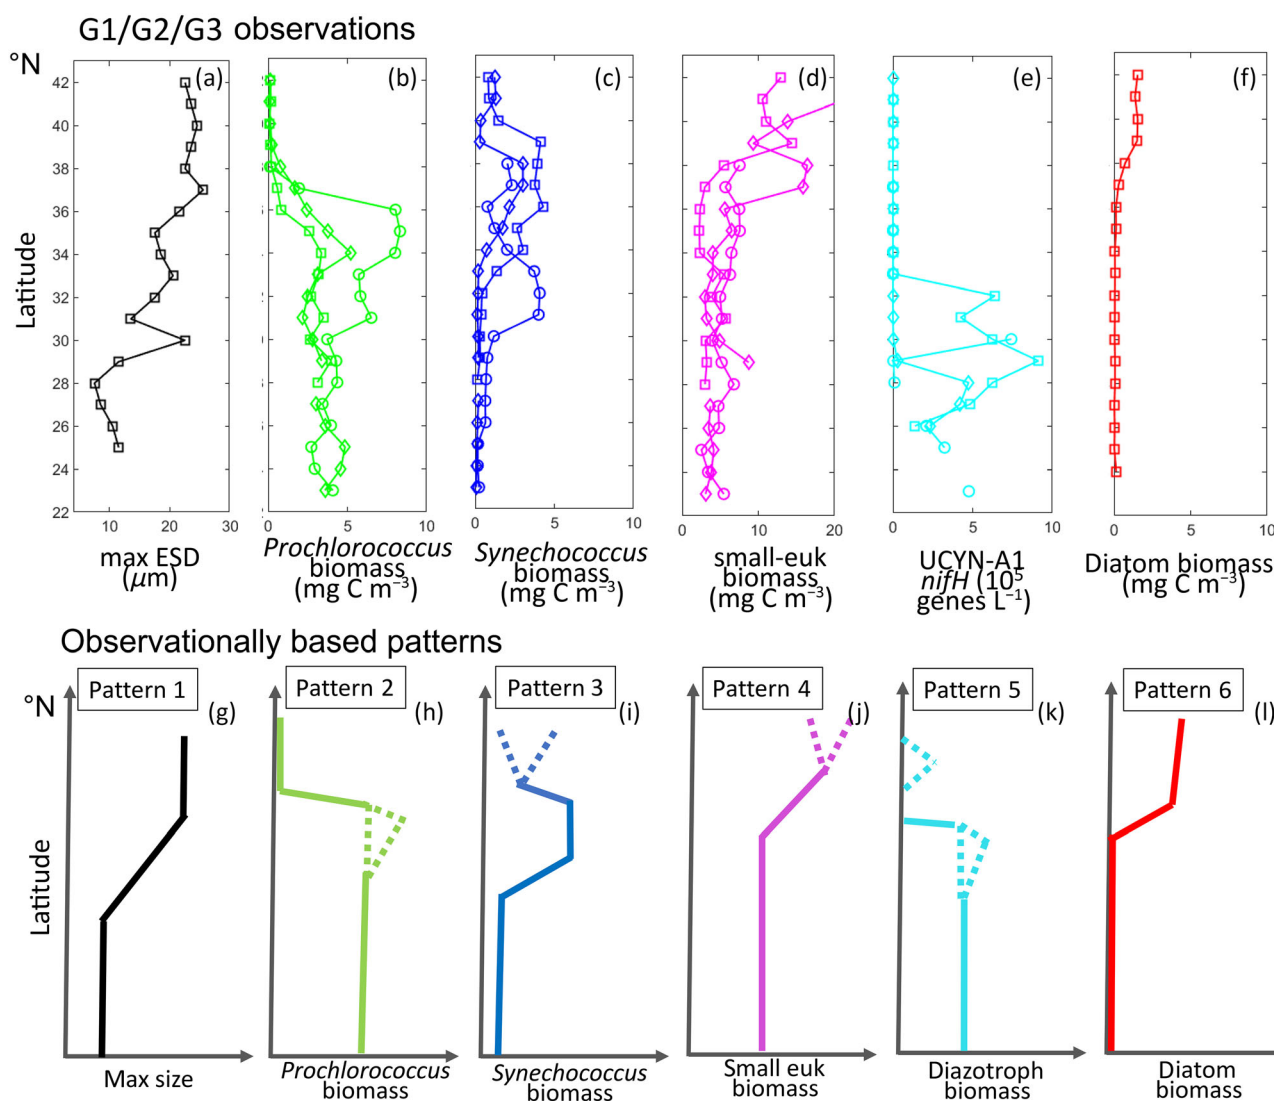 G1/G2/G3 observations
°N
Latitude
42
40
38
36
34
32
30
28
26
24
22
(a)
10
20
30
max ESD
(μm)
(b)
0
5
10
Prochlorococcus
biomass
(mg C m⁻³)
(c)
0
5
10
Synechococcus
biomass
(mg C m⁻³)
(d)
0
10
20
small-euk
biomass
(mg C m⁻³)
(e)
0
5
10
UCYN-A1
nifH (10⁵
genes L⁻¹)
(f)
0
5
10
Diatom biomass
(mg C m⁻³)
Observationally based patterns
°N
Latitude
Pattern 1
(g)
Max size
Pattern 2
(h)
Prochlorococcus
biomass
Pattern 3
(i)
Synechococcus
biomass
Pattern 4
(j)
Small euk
biomass
Pattern 5
(k)
Diazotroph
biomass
Pattern 6
(l)
Diatom
biomass